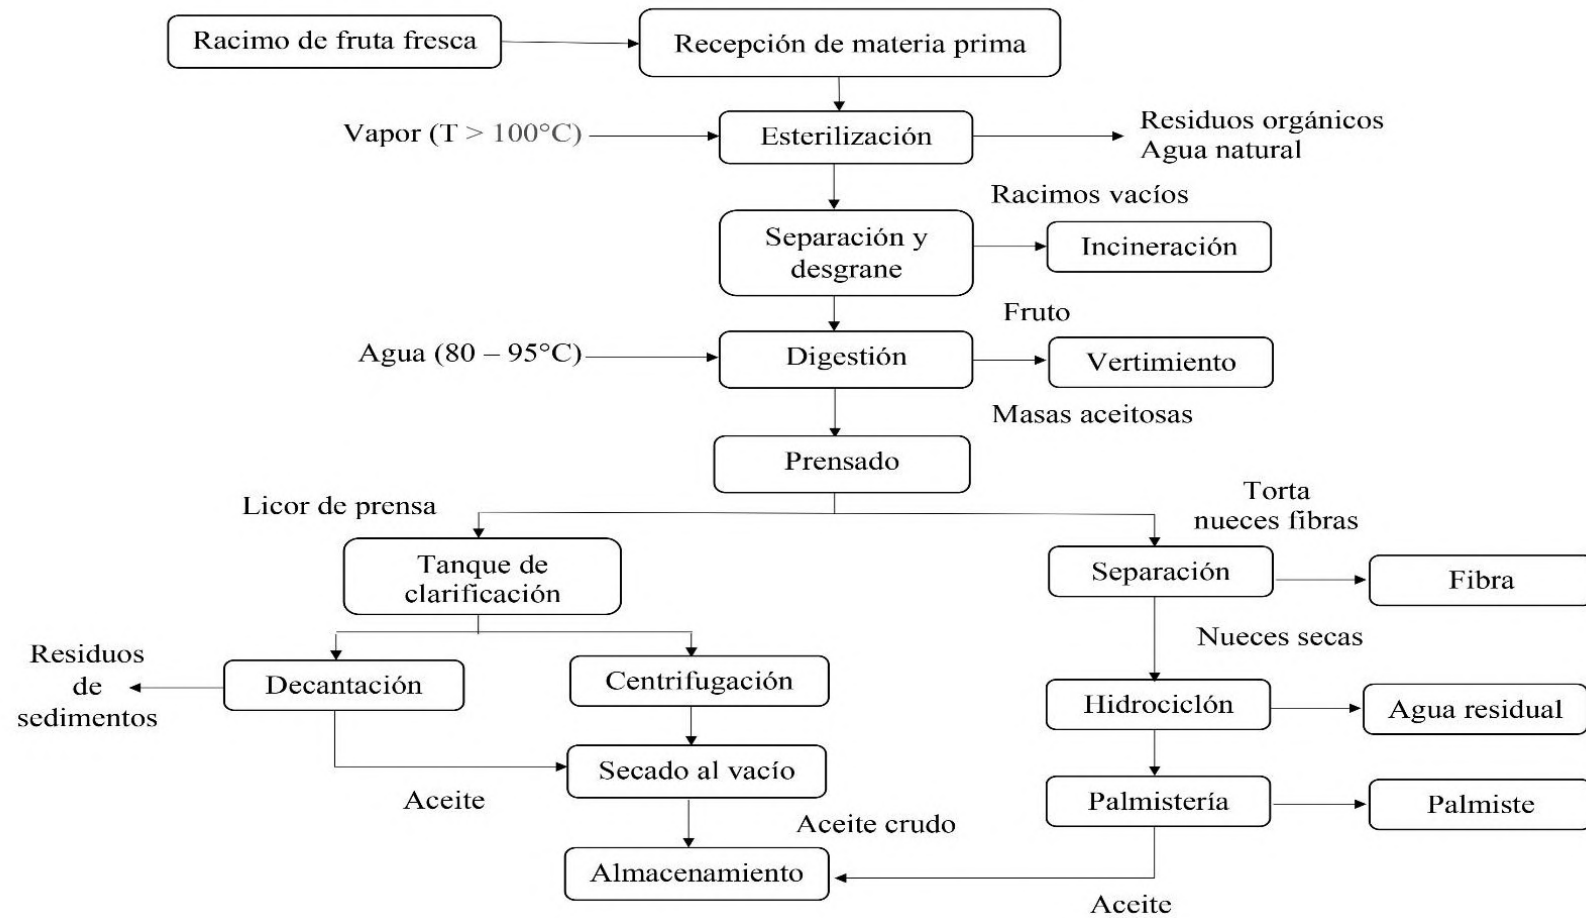 Racimo de fruta fresca
Recepción de materia prima
Vapor (T > 100°C)
Esterilización
Residuos orgánicos
Agua natural
Racimos vacíos
Separación y
desgrane
Incineración
Fruto
Agua (80 – 95°C)
Digestión
Vertimiento
Masas aceitosas
Prensado
Licor de prensa
Torta
nueces fibras
Tanque de
clarificación
Separación
Fibra
Nueces secas
Residuos
de
sedimentos
Decantación
Centrifugación
Hidrociclón
Agua residual
Secado al vacío
Aceite
Palmistería
Palmiste
Aceite crudo
Almacenamiento
Aceite